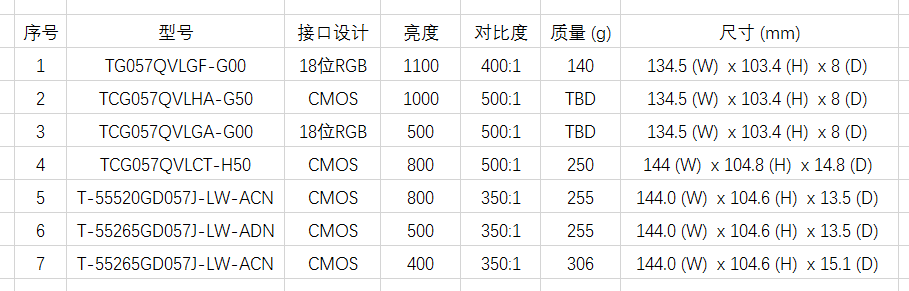 序号 型号 接口设计 亮度 对比度 质量 (g) 尺寸 (mm)
1 TG057QVLGF-G00 18位RGB 1100 400:1 140 134.5 (W) x 103.4 (H) x 8 (D)
2 TCG057QVLHA-G50 CMOS 1000 500:1 TBD 134.5 (W) x 103.4 (H) x 8 (D)
3 TCG057QVLGA-G00 18位RGB 500 500:1 TBD 134.5 (W) x 103.4 (H) x 8 (D)
4 TCG057QVLCT-H50 CMOS 800 500:1 250 144 (W) x 104.8 (H) x 14.8 (D)
5 T-55520GD057J-LW-ACN CMOS 800 350:1 255 144.0 (W) x 104.6 (H) x 13.5 (D)
6 T-55265GD057J-LW-ADN CMOS 500 350:1 255 144.0 (W) x 104.6 (H) x 13.5 (D)
7 T-55265GD057J-LW-ACN CMOS 400 350:1 306 144.0 (W) x 104.6 (H) x 15.1 (D)